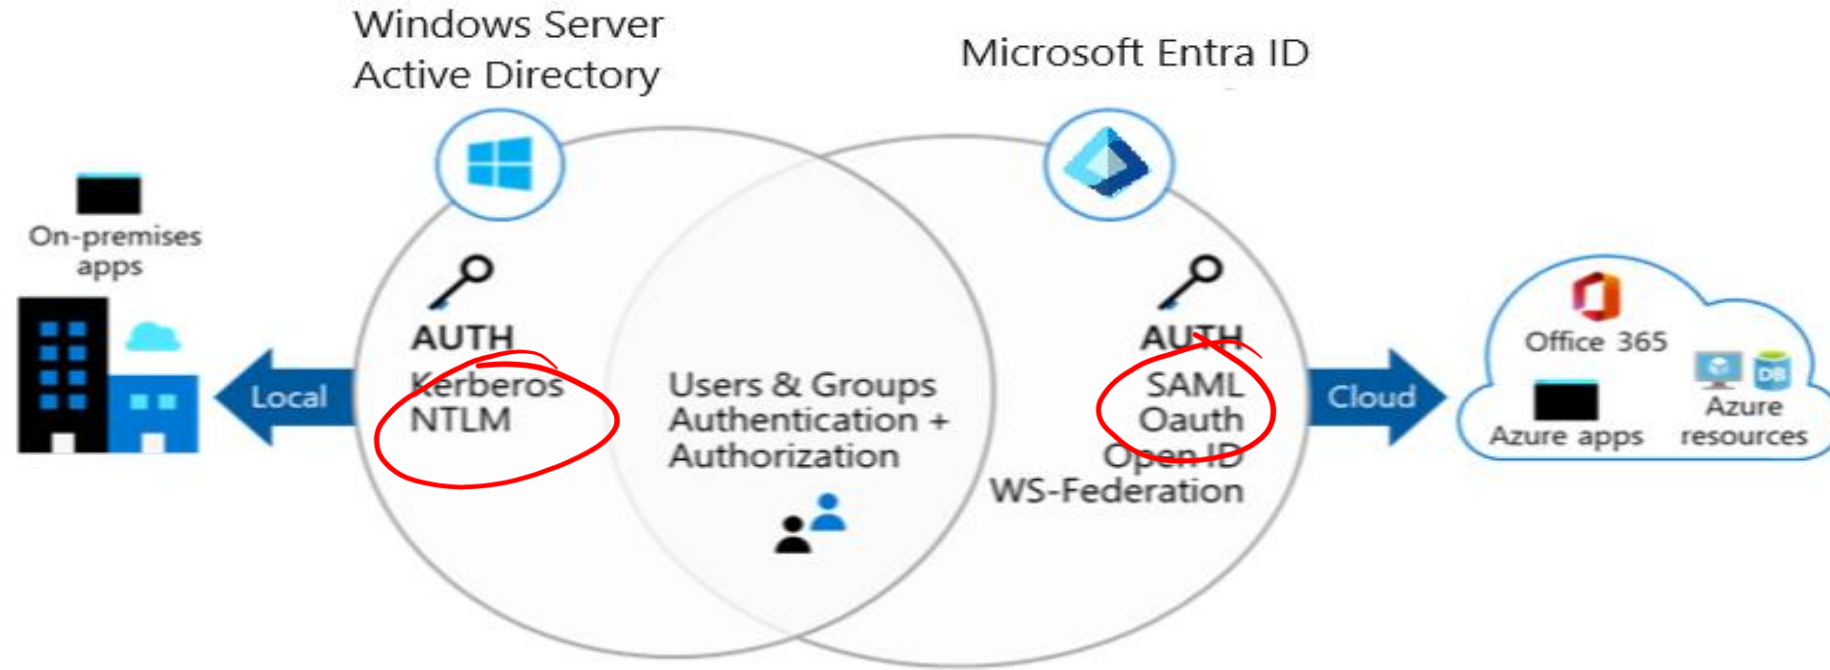 Windows Server
Active Directory
Microsoft Entra ID
On-premises
apps
Local
AUTH
Kerberos
NTLM
Users & Groups
Authentication +
Authorization
AUTH
SAML
Oauth
Open ID
WS-Federation
Cloud
Office 365
Azure apps
DB
Azure
resources